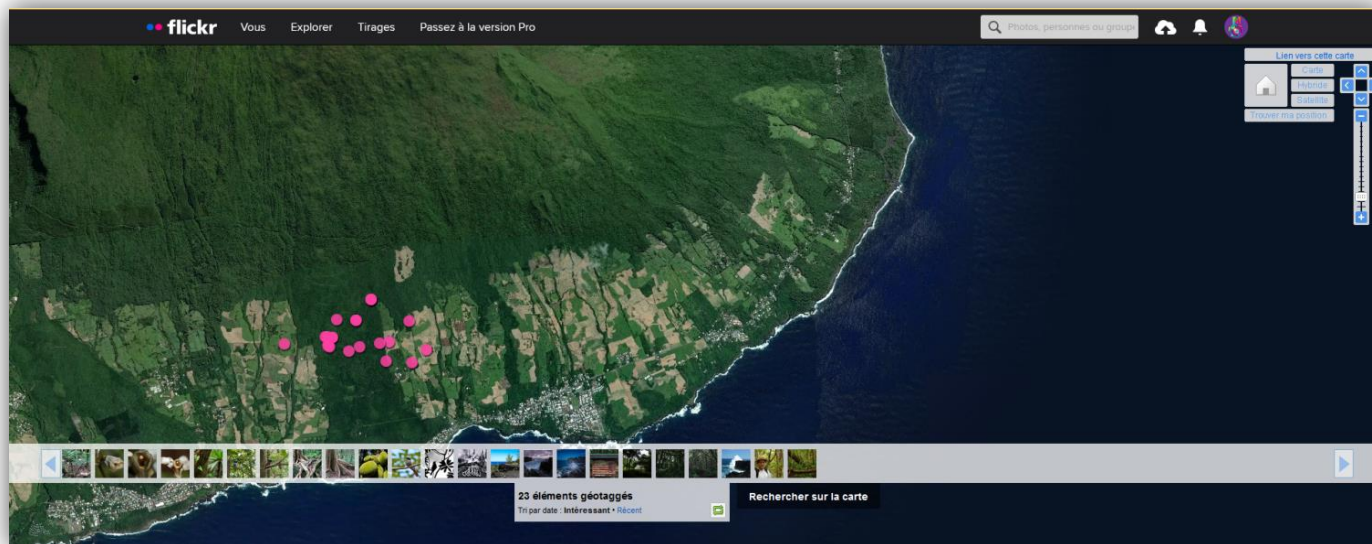 flickr Vous Explorer Tirages Passez à la version Pro Photos, personnes ou groupe
Lien vers cette carte
Carte
Hybride
Satellite
Trouver ma position
23 éléments géotaggés
Tri par date : Intéressant • Récent
Rechercher sur la carte